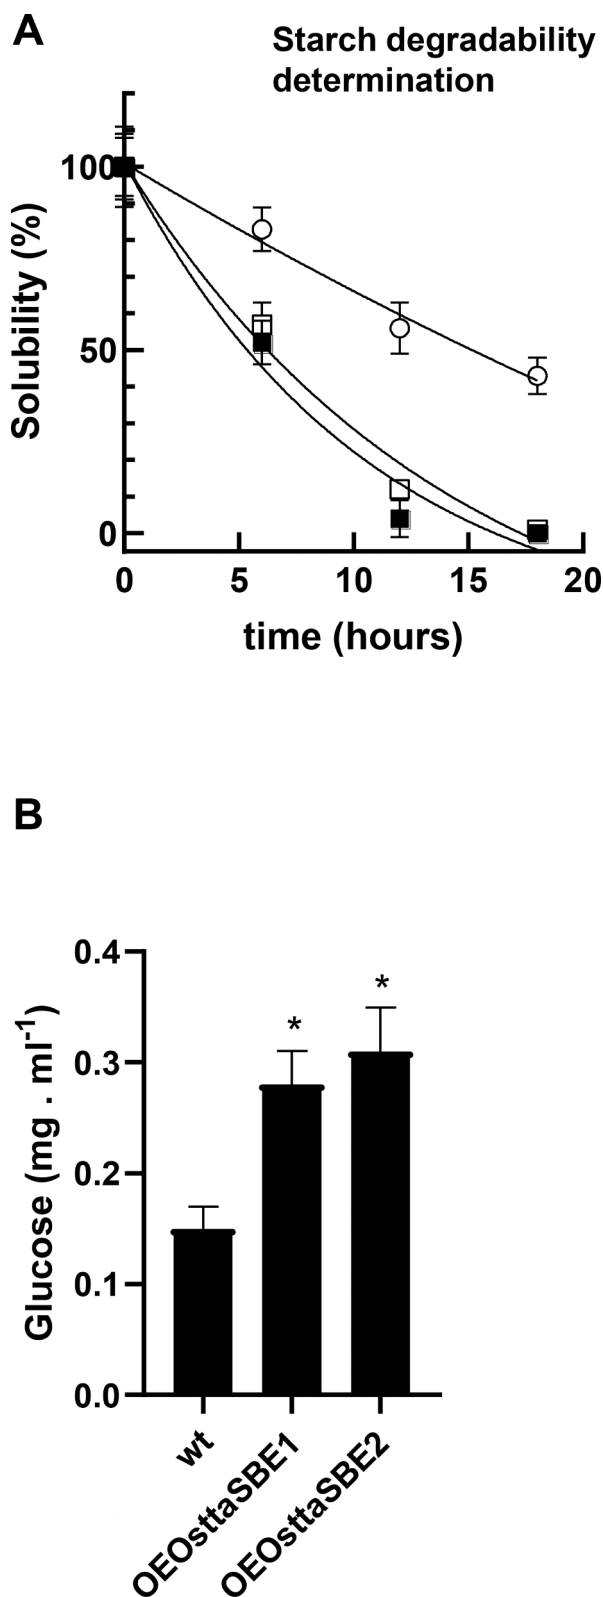 A
Starch degradability
determination
Solubility (%)
100
50
0
0 5 10 15 20
time (hours)
B
Glucose (mg . ml-1)
0.4
0.3
0.2
0.1
0.0
* *
wt OEOsttaSBE1 OEOsttaSBE2